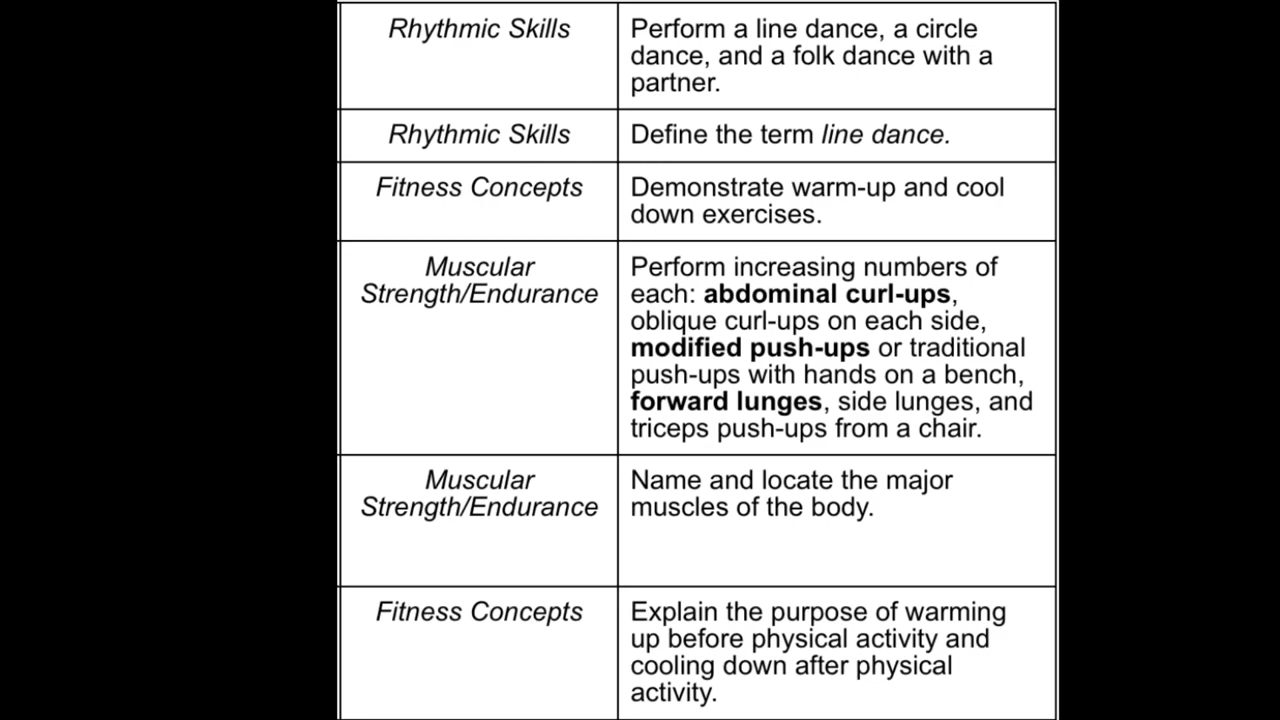 Rhythmic Skills
Perform a line dance, a circle
dance, and a folk dance with a
partner.
Rhythmic Skills
Define the term line dance.
Fitness Concepts
Demonstrate warm-up and cool
down exercises.
Muscular
Strength/Endurance
Perform increasing numbers of
each: abdominal curl-ups,
oblique curl-ups on each side,
modified push-ups or traditional
push-ups with hands on a bench,
forward lunges, side lunges, and
triceps push-ups from a chair.
Muscular
Strength/Endurance
Name and locate the major
muscles of the body.
Fitness Concepts
Explain the purpose of warming
up before physical activity and
cooling down after physical
activity.